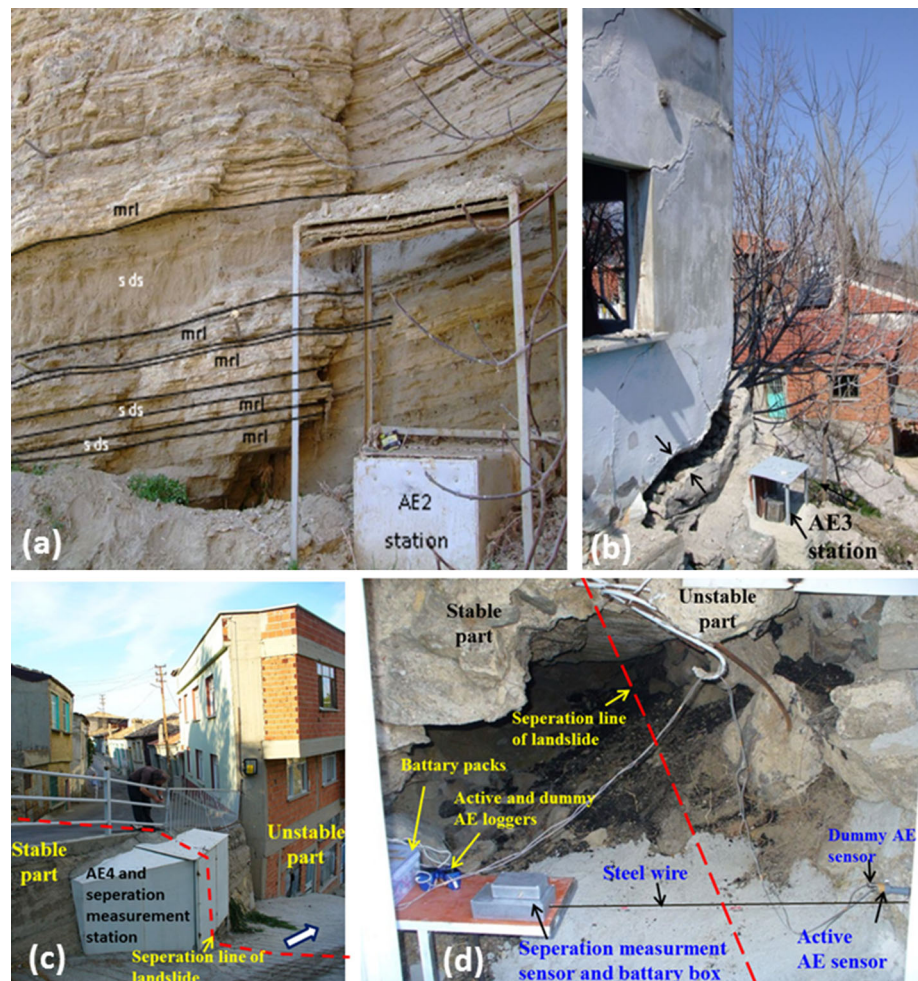 mrl
s ds
mrl
mrl
s ds
mrl
s ds
mrl
AE2
station
(a)
AE3
station
(b)
Stable
part
Unstable
part
AE4 and
seperation
measurement
station
Seperation line of
landslide
(c)
Stable
part
Unstable
part
Seperation line
of landslide
Battary packs
Active and dummy
AE loggers
Dummy AE
sensor
Steel wire
Seperation measurment
sensor and battary box
Active
AE sensor
(d)